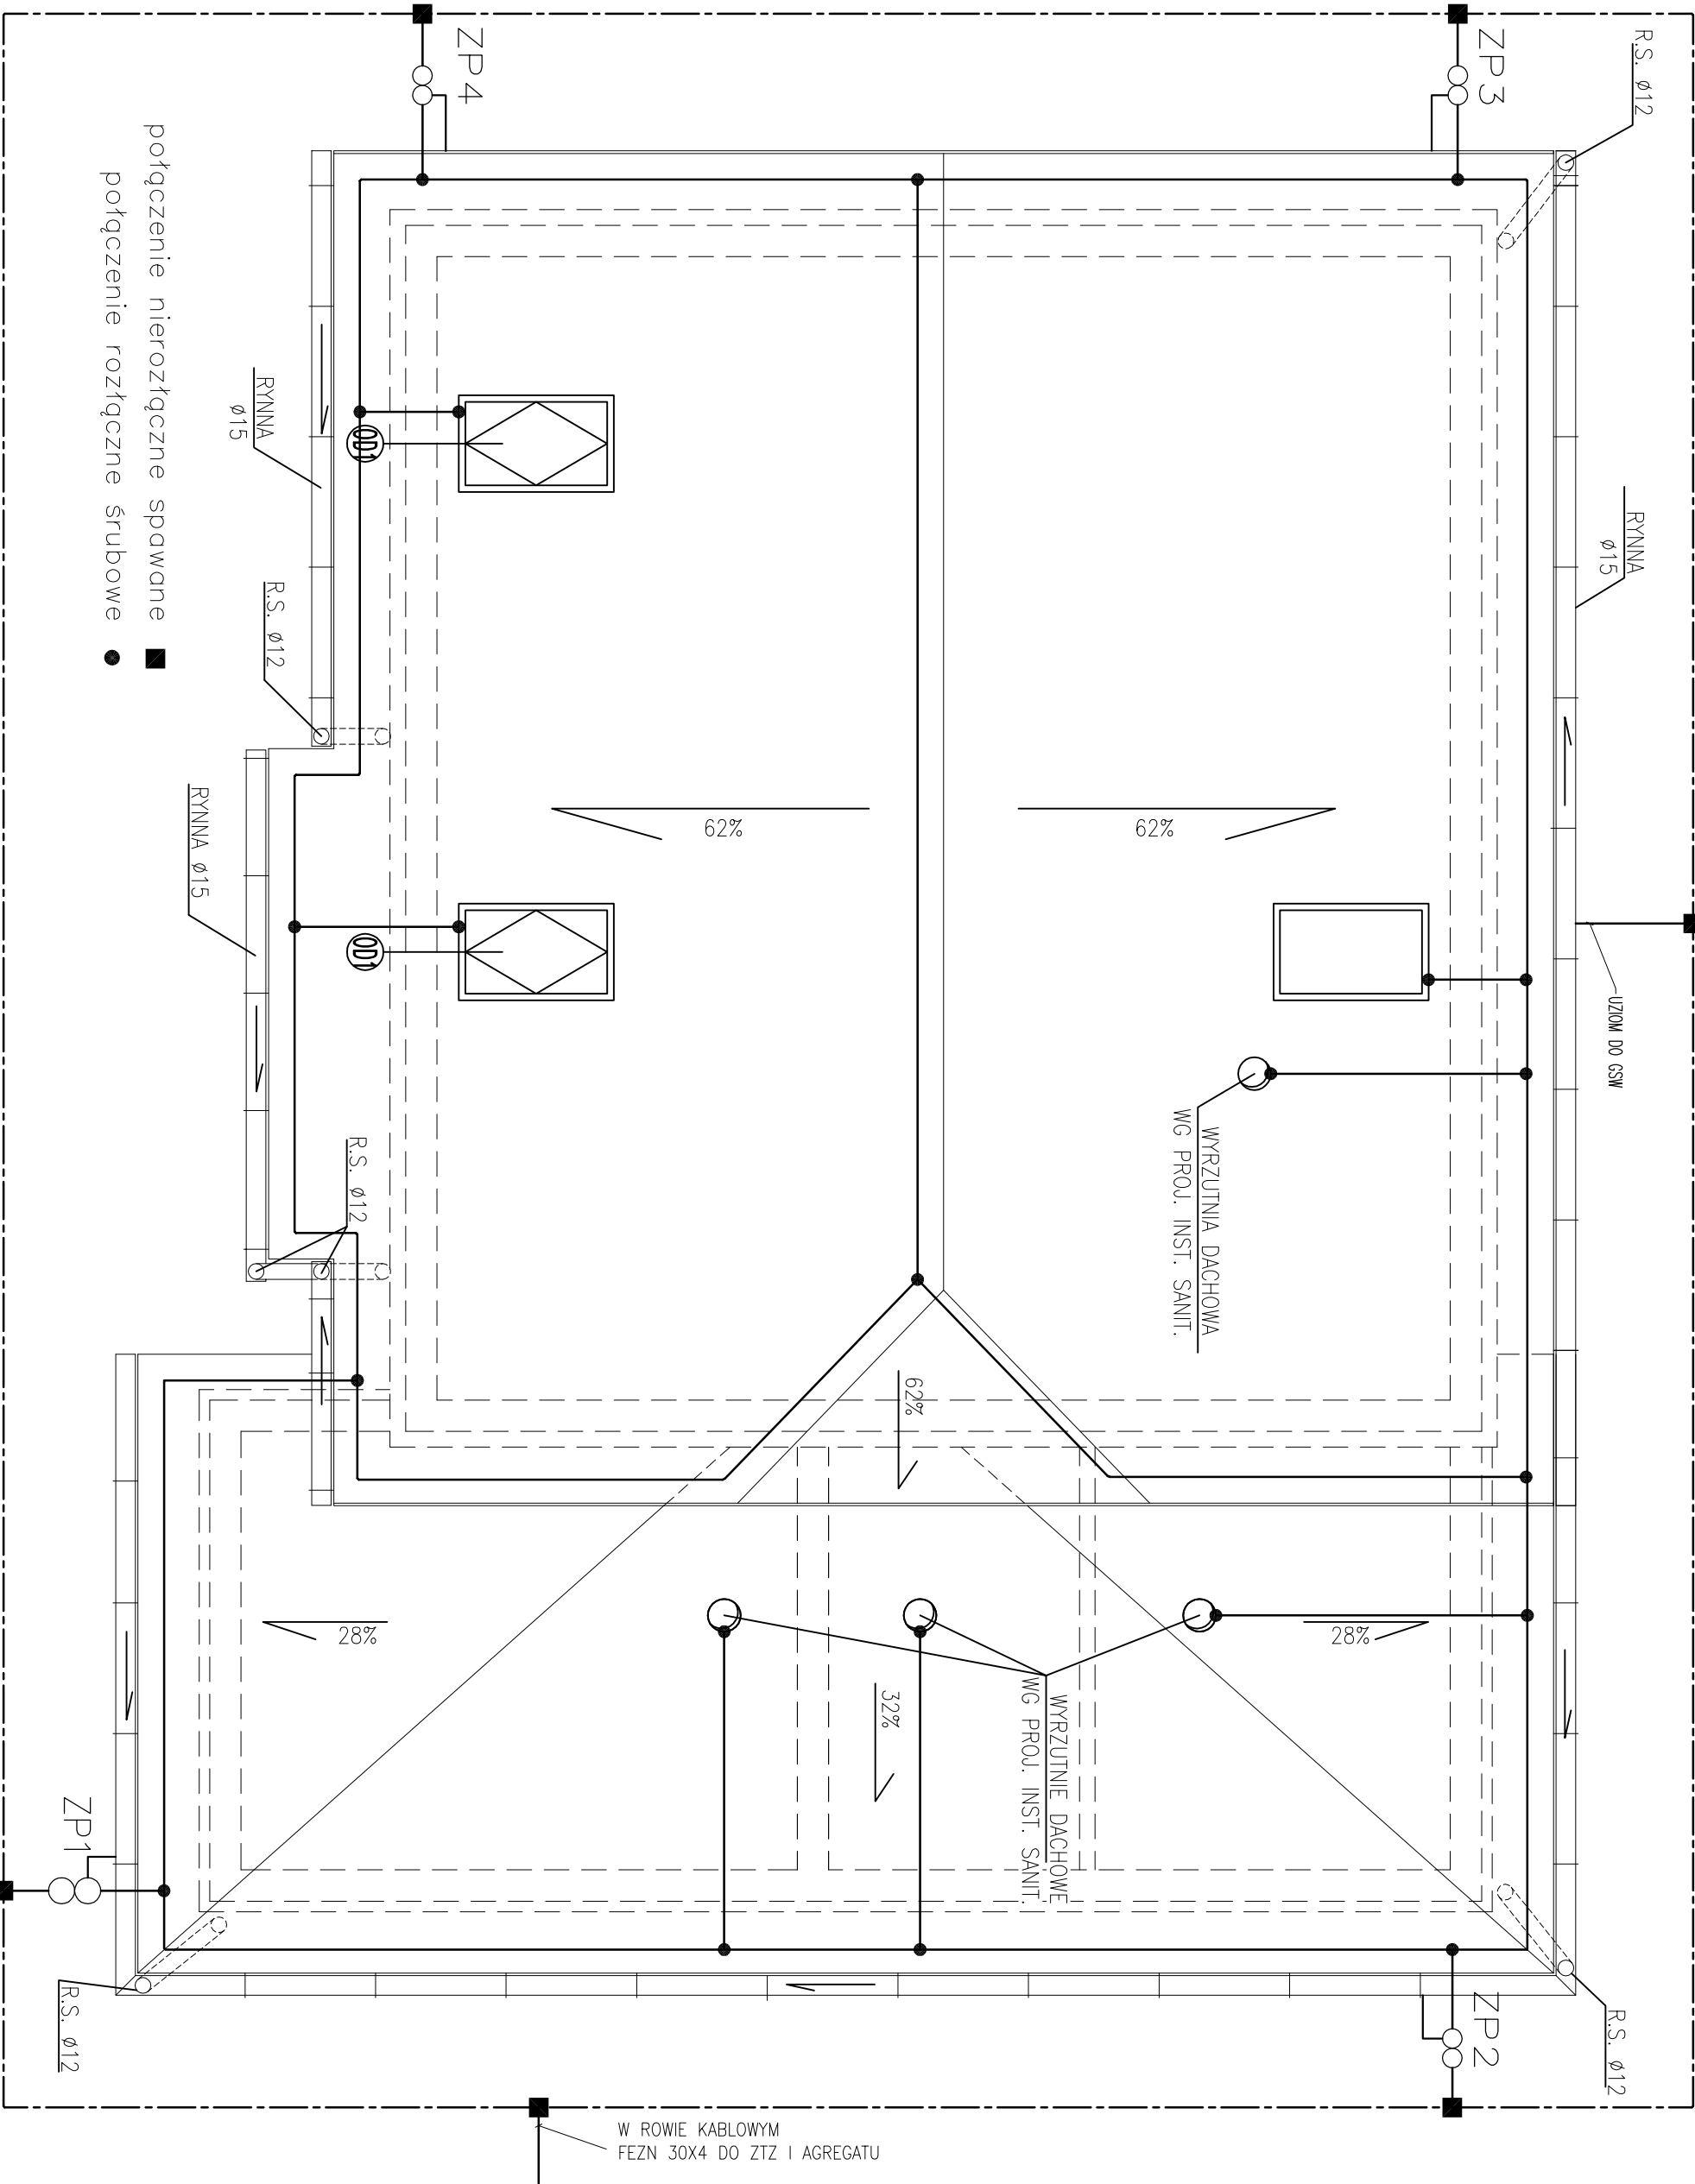 ZP4
ZP3
R.S. Ø12
połączenie nierozłączne spawane
połączenie rozłączne śrubowe
RYNNA
Ø15
RYNNA
Ø15
OD1
R.S. Ø12
62%
62%
RYNNA Ø15
OD1
UZIOM DO GSW
WYRZUTNIA DACHOWA
WG PROJ. INST. SANIT.
R.S. Ø12
62%
28%
28%
32%
WYRZUTNIE DACHOWE
WG PROJ. INST. SANIT.
ZP1
ZP2
R.S. Ø12
R.S. Ø12
W ROWIE KABLOWYM
FEZN 30X4 DO ZTZ I AGREGATU